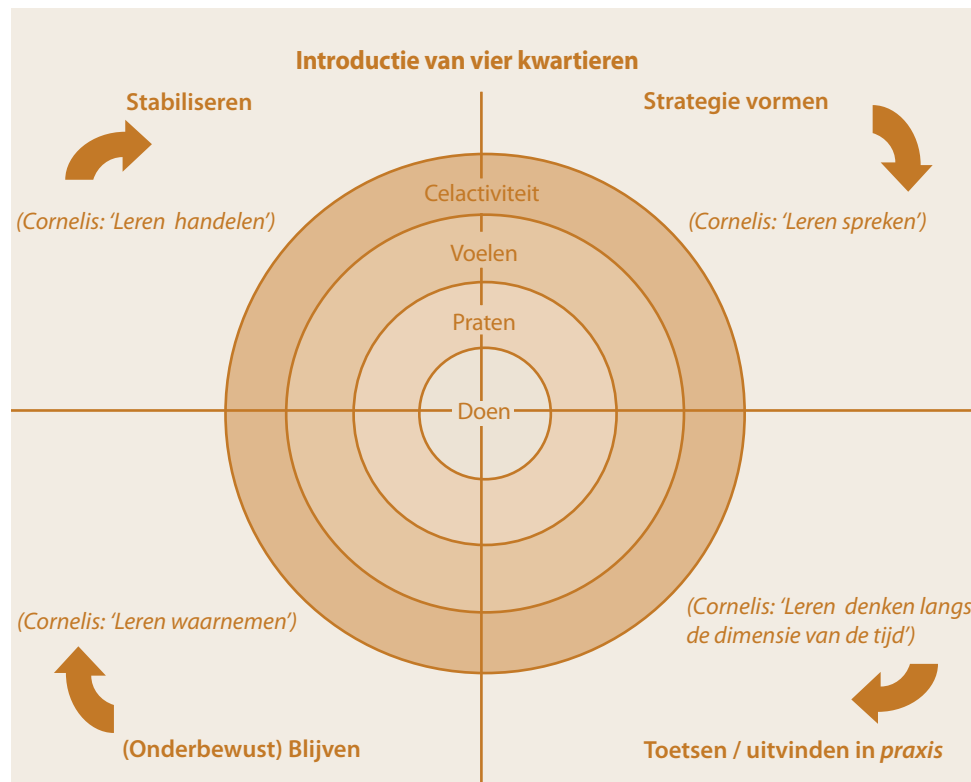 Introductie van vier kwartieren
Stabiliseren
Strategie vormen
(Cornelis: 'Leren handelen')
(Cornelis: 'Leren spreken')
Celactiviteit
Voelen
Praten
Doen
(Cornelis: 'Leren waarnemen')
(Cornelis: 'Leren denken langs
de dimensie van de tijd')
(Onderbewust) Blijven
Toetsen / uitvinden in praxis